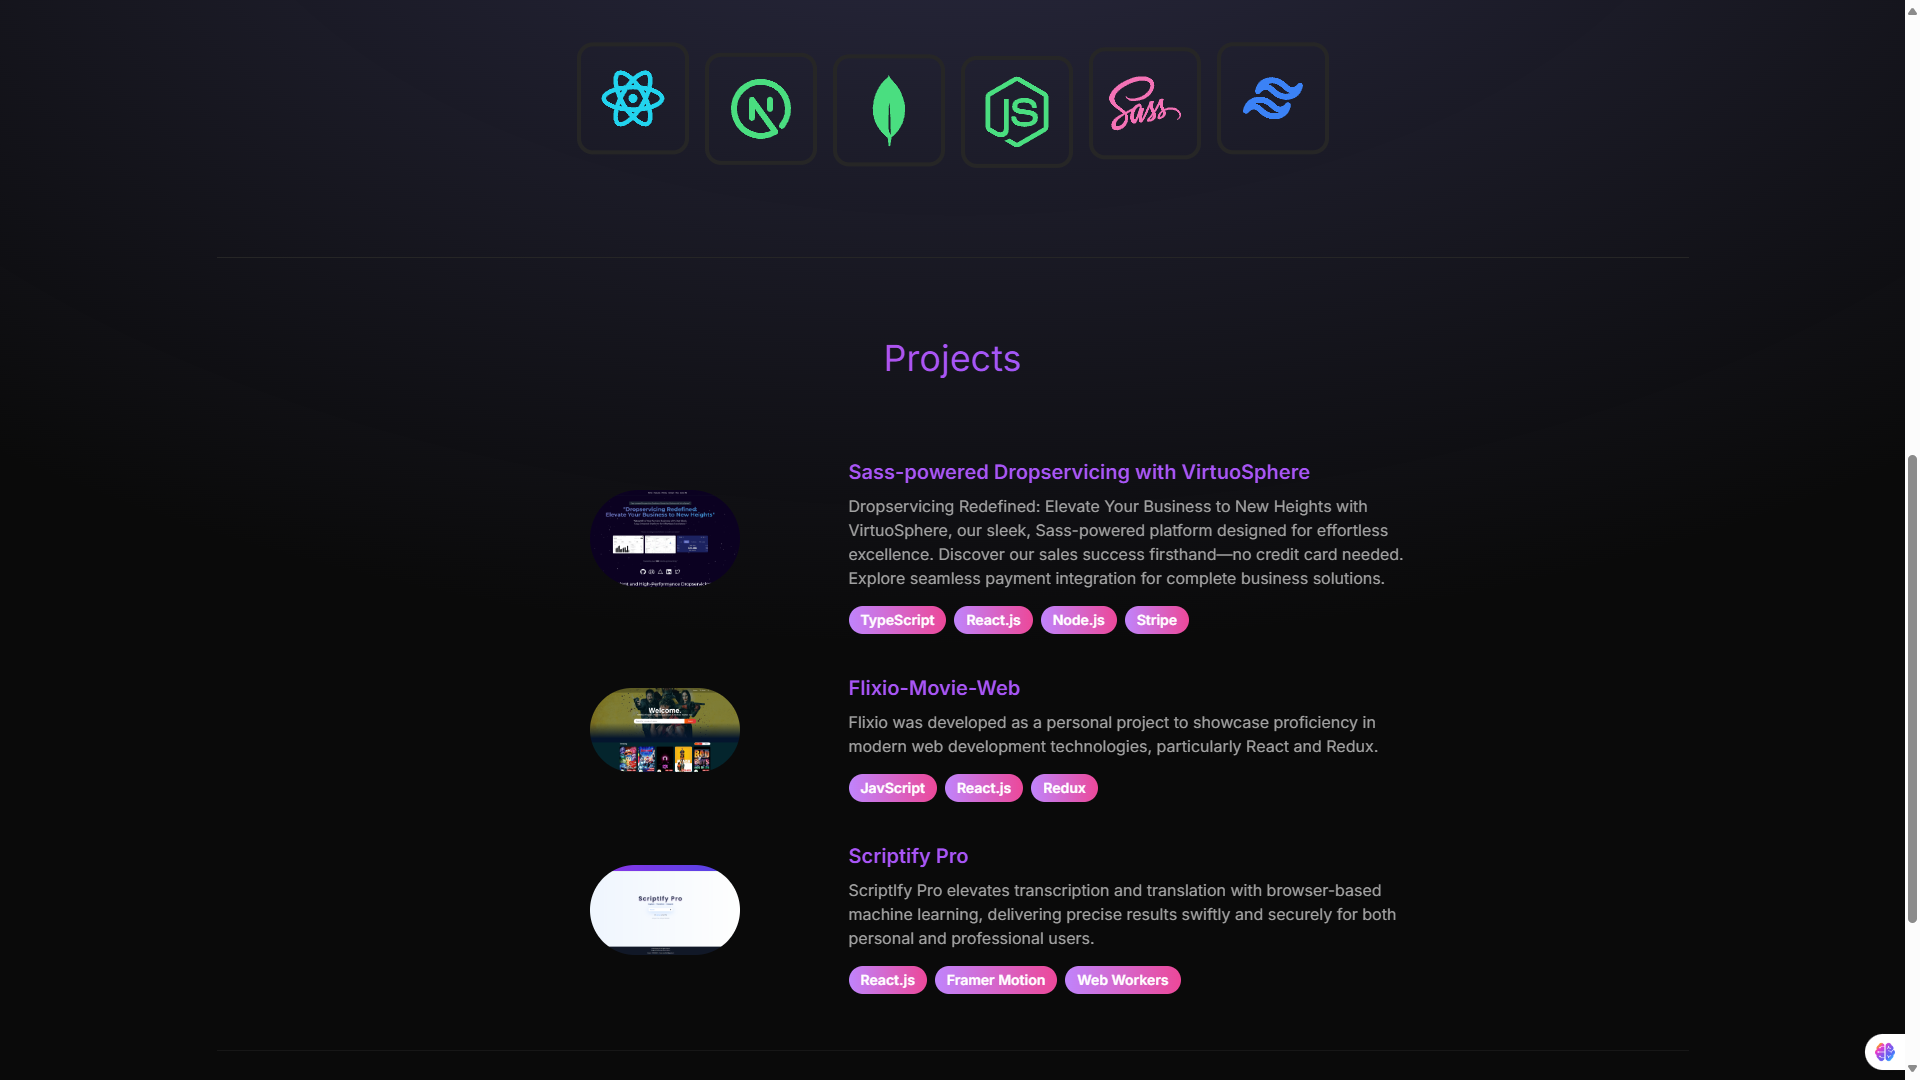 JS
Sass
Projects
Sass-powered Dropservicing with VirtuoSphere
"Dropservicing Redefined:
Elevate Your Business to New Heights"
Dropservicing Redefined: Elevate Your Business to New Heights with
VirtuoSphere, our sleek, Sass-powered platform designed for effortless
excellence. Discover our sales success firsthand—no credit card needed.
Explore seamless payment integration for complete business solutions.
TypeScript React.js Node.js Stripe
Flixio-Movie-Web
Welcome.
Flixio was developed as a personal project to showcase proficiency in
modern web development technologies, particularly React and Redux.
JavScript React.js Redux
Scriptify Pro
Scriptify Pro
ScriptIfy Pro elevates transcription and translation with browser-based
machine learning, delivering precise results swiftly and securely for both
personal and professional users.
React.js Framer Motion Web Workers